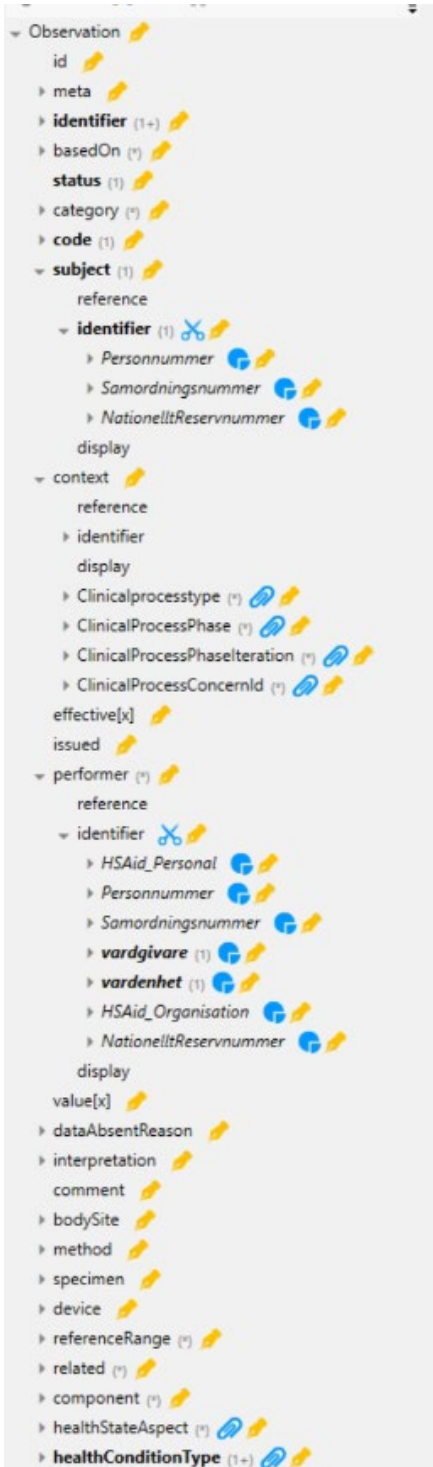 Observation
id
meta
identifier (1+)
basedOn (*)
status (1)
category (*)
code (1)
subject (1)
reference
identifier (1)
Personnummer
Samordningsnummer
NationelltReservnummer
display
context
reference
identifier
display
Clinicalprocesstype (*)
ClinicalProcessPhase (*)
ClinicalProcessPhaseIteration (*)
ClinicalProcessConcernId (*)
effective[x]
issued
performer (*)
reference
identifier
HSAid_Personal
Personnummer
Samordningsnummer
vardgivare (1)
vardenhet (1)
HSAid_Organisation
NationelltReservnummer
display
value[x]
dataAbsentReason
interpretation
comment
bodySite
method
specimen
device
referenceRange (*)
related (*)
component (*)
healthStateAspect (*)
healthConditionType (1+)